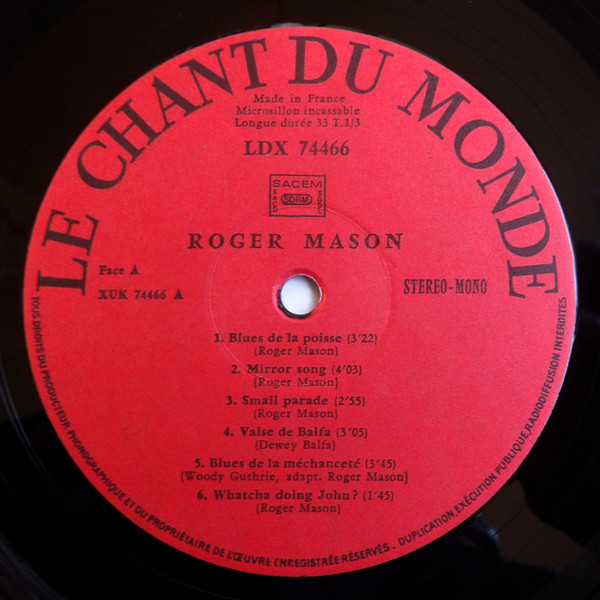 LE CHANT DU MONDE
Made in France
Microsillon incassable
Longue durée 33 T.1/3
LDX 74466
SACEM
SACD SDRM SGDL
ROGER MASON
Face A
XUK 74466 A
STEREO-MONO
1. Blues de la poisse (3'22)
(Roger Mason)
2. Mirror song (4'03)
(Roger Mason)
3. Small parade (2'55)
(Roger Mason)
4. Valse de Balfa (3'05)
(Dewey Balfa)
5. Blues de la méchanceté (3'45)
(Woody Guthrie, adapt. Roger Mason)
6. Whatcha doing John? (1'45)
(Roger Mason)
TOUS DROITS DU PRODUCTEUR PHONOGRAPHIQUE ET DU PROPRIÉTAIRE DE L'ŒUVRE ENREGISTRÉE RÉSERVÉS. DUPLICATION, EXÉCUTION PUBLIQUE, RADIODIFFUSION INTERDITES